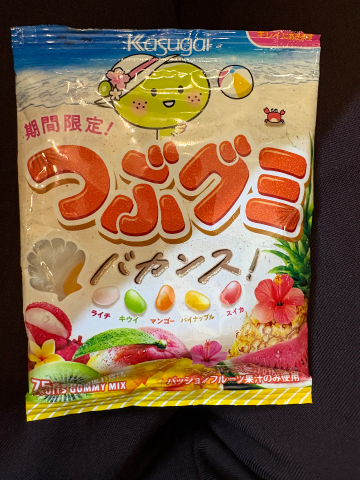 Kasugai
期間限定!
つぶグミ
バカンス!
ライチ
キウイ
マンゴー
パイナップル
スイカ
75
FRUITS GUMMY MIX
パッションフルーツ果汁のみ使用